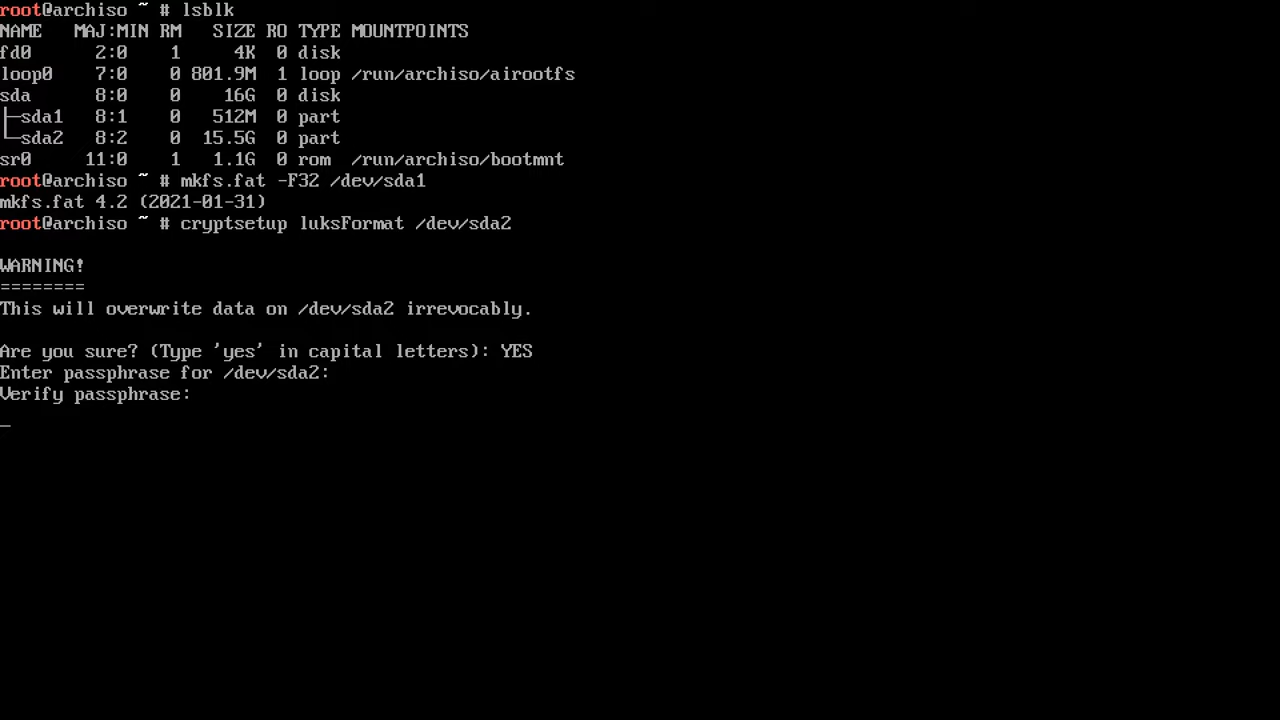 root@archiso ~ # lsblk
NAME   MAJ:MIN RM   SIZE RO TYPE MOUNTPOINTS
fd0      2:0    1     4K  0 disk
loop0    7:0    0 801.9M  1 loop /run/archiso/airootfs
sda      8:0    0    16G  0 disk
├─sda1   8:1    0   512M  0 part
└─sda2   8:2    0  15.5G  0 part
sr0     11:0    1   1.1G  0 rom  /run/archiso/bootmnt
root@archiso ~ # mkfs.fat -F32 /dev/sda1
mkfs.fat 4.2 (2021-01-31)
root@archiso ~ # cryptsetup luksFormat /dev/sda2
WARNING!
========
This will overwrite data on /dev/sda2 irrevocably.
Are you sure? (Type 'yes' in capital letters): YES
Enter passphrase for /dev/sda2:
Verify passphrase:
_